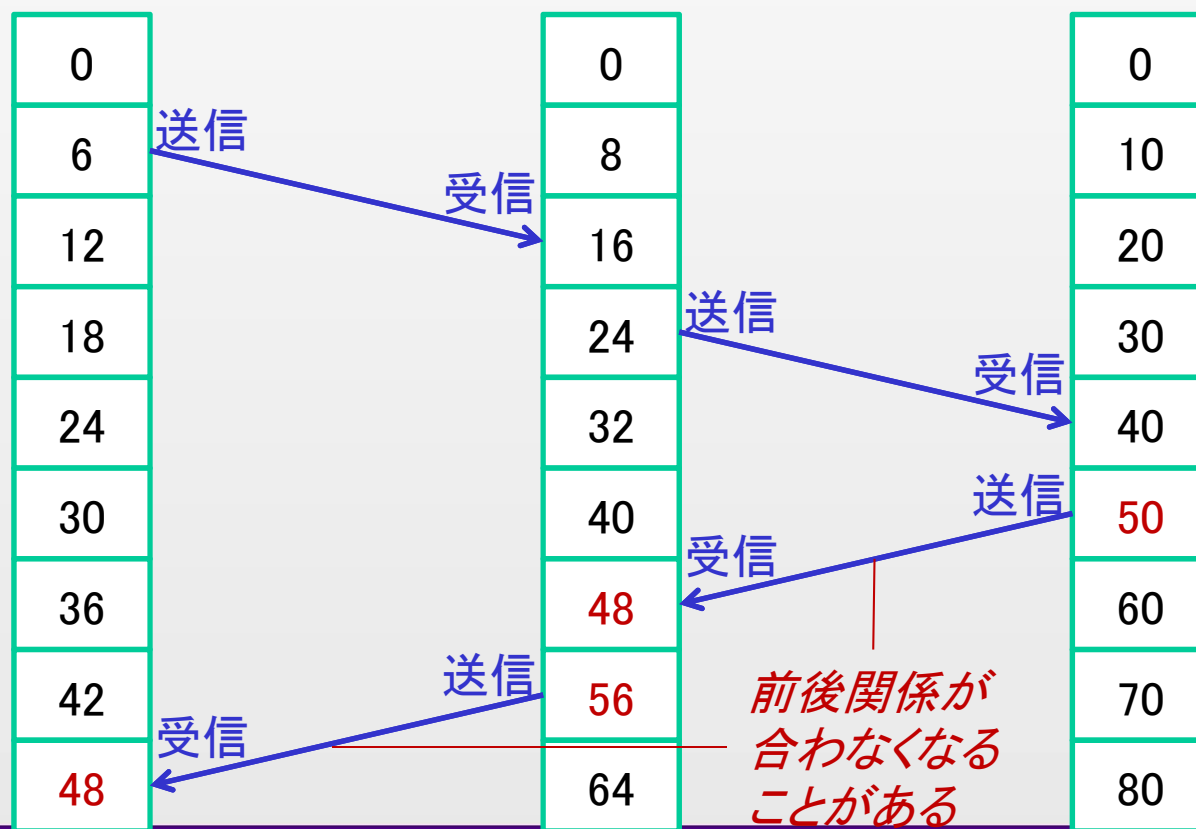 0 0 0
6 送信 8 10
受信
12 16 20
18 24 送信 30
受信
24 32 40
30 40 送信 50
受信
36 48 60
42 送信 56 前後関係が 70
受信 合わなくなる
48 64 ことがある 80